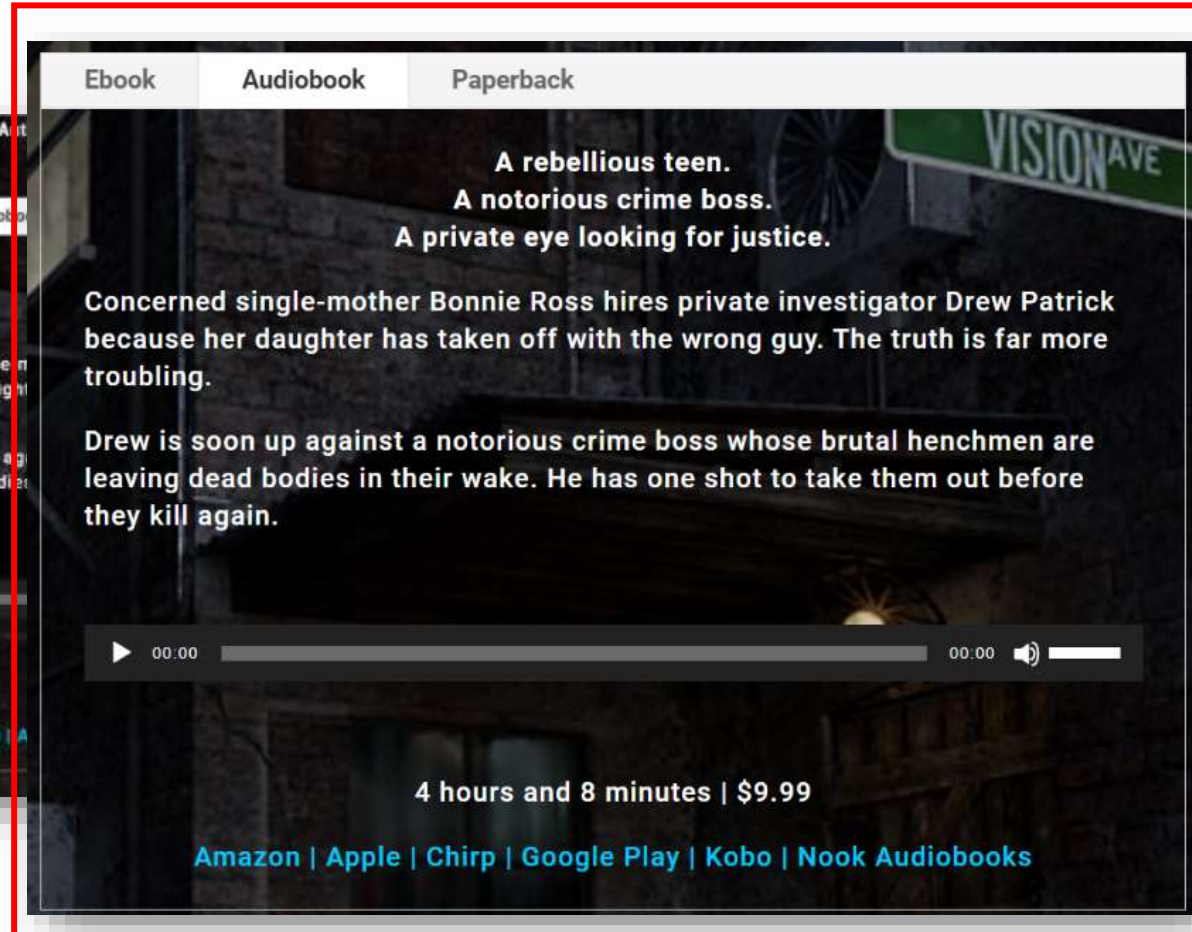 Ebook Audiobook Paperback
VISION AVE
A rebellious teen.
A notorious crime boss.
A private eye looking for justice.
Concerned single-mother Bonnie Ross hires private investigator Drew Patrick
because her daughter has taken off with the wrong guy. The truth is far more
troubling.
Drew is soon up against a notorious crime boss whose brutal henchmen are
leaving dead bodies in their wake. He has one shot to take them out before
they kill again.
00:00 00:00
4 hours and 8 minutes | $9.99
Amazon | Apple | Chirp | Google Play | Kobo | Nook Audiobooks